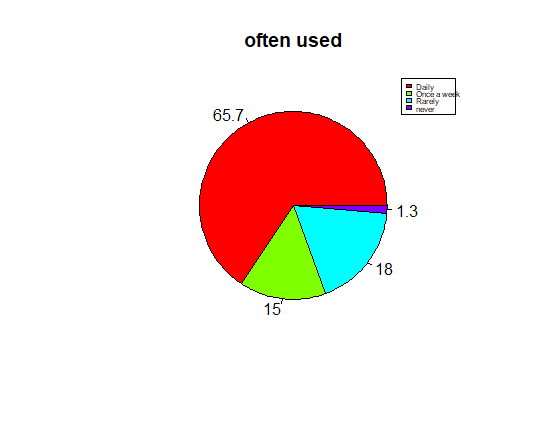 often used
Daily
Once a week
Rarely
never
65.7
1.3
18
15